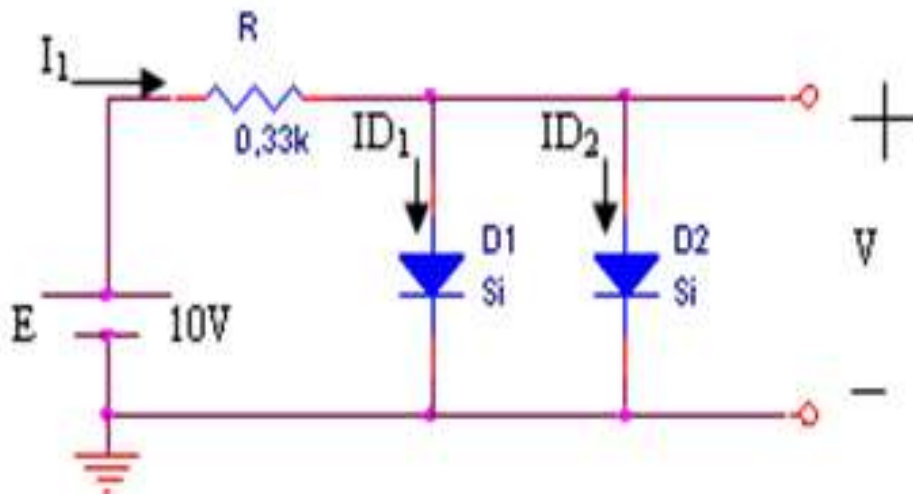 R
I₁
0,33k
ID₁
ID₂
D1
Si
D2
Si
+
V
E
10V
−